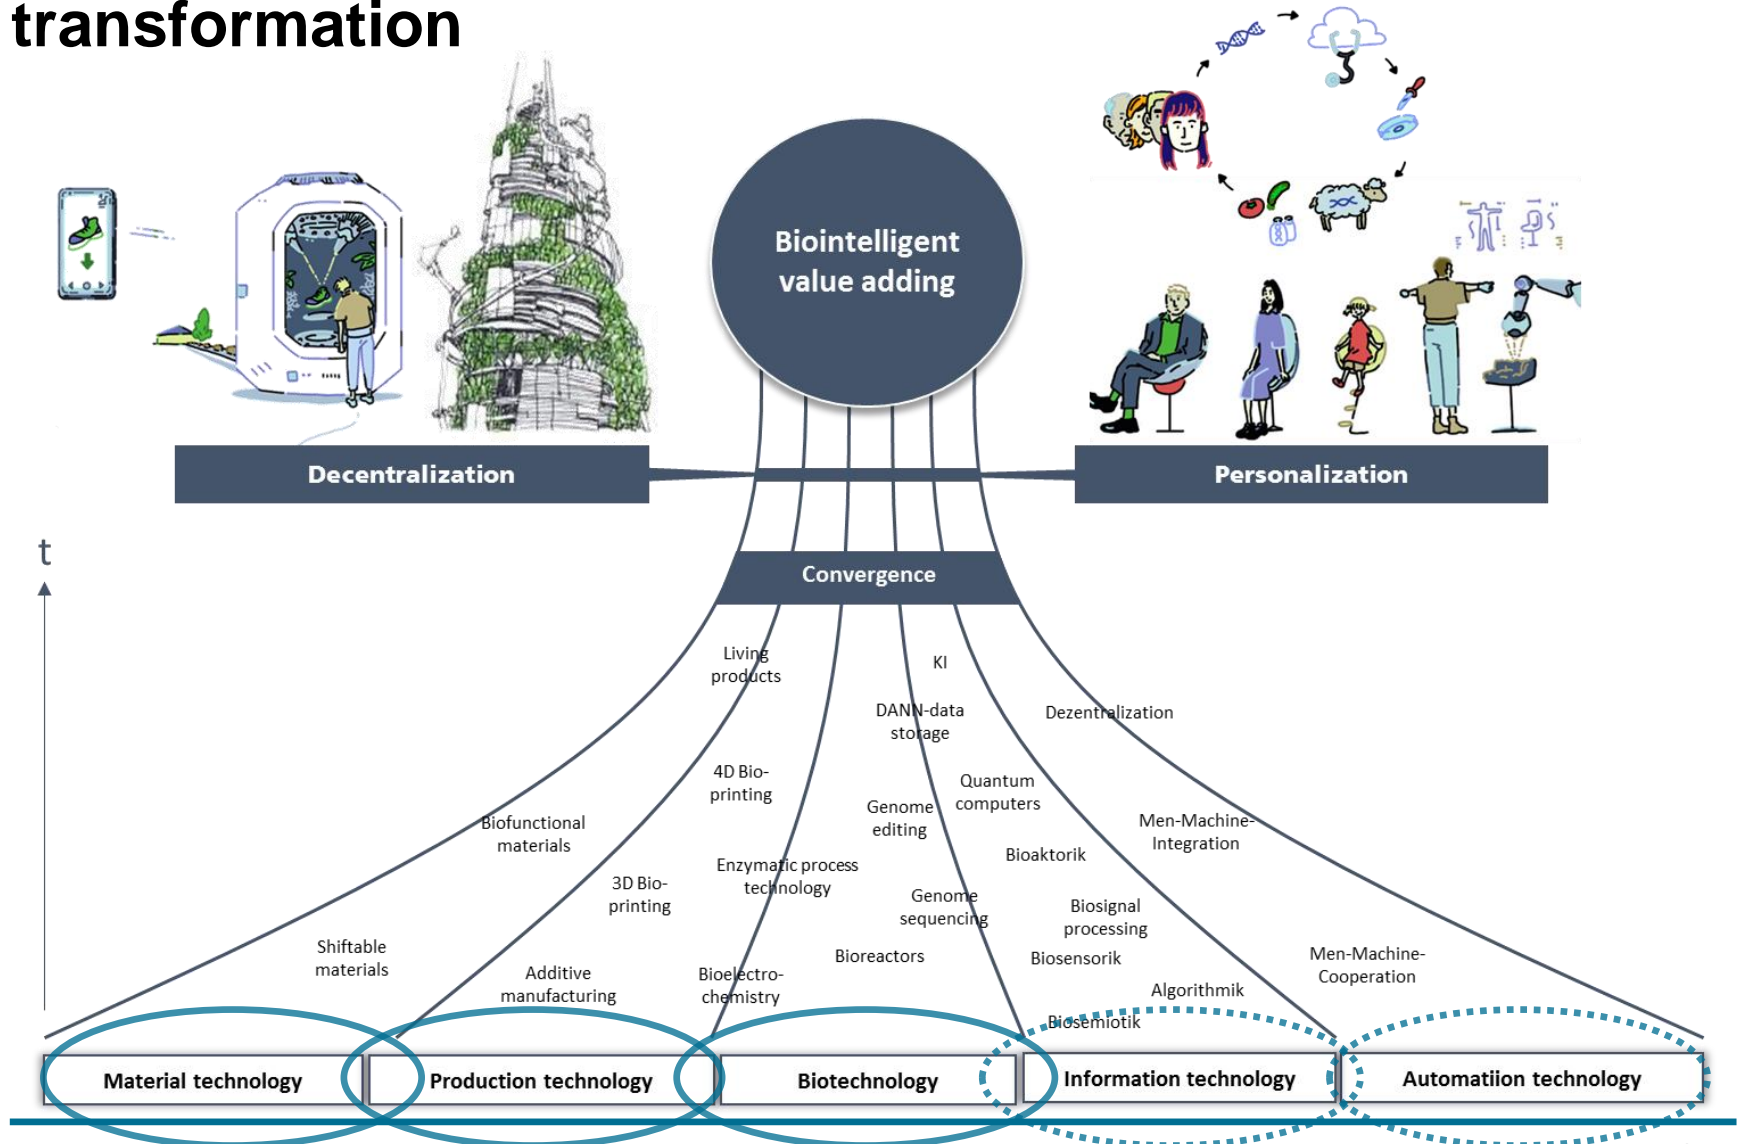 transformation
Biointelligent
value adding
Decentralization
Personalization
t
Convergence
Living
products
KI
DANN-data
storage
Dezentralization
4D Bio-
printing
Quantum
computers
Genome
editing
Biofunctional
materials
Men-Machine-
Integration
Bioaktorik
Enzymatic process
technology
3D Bio-
printing
Genome
sequencing
Biosignal
processing
Shiftable
materials
Bioreactors
Biosensorik
Men-Machine-
Cooperation
Additive
manufacturing
Bioelectro-
chemistry
Algorithmik
Biosemiotik
Material technology
Production technology
Biotechnology
Information technology
Automatiion technology